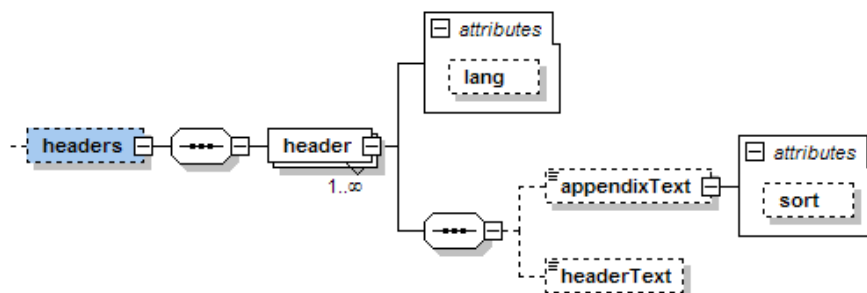 attributes
lang
headers
header
1..∞
appendixText
attributes
sort
headerText